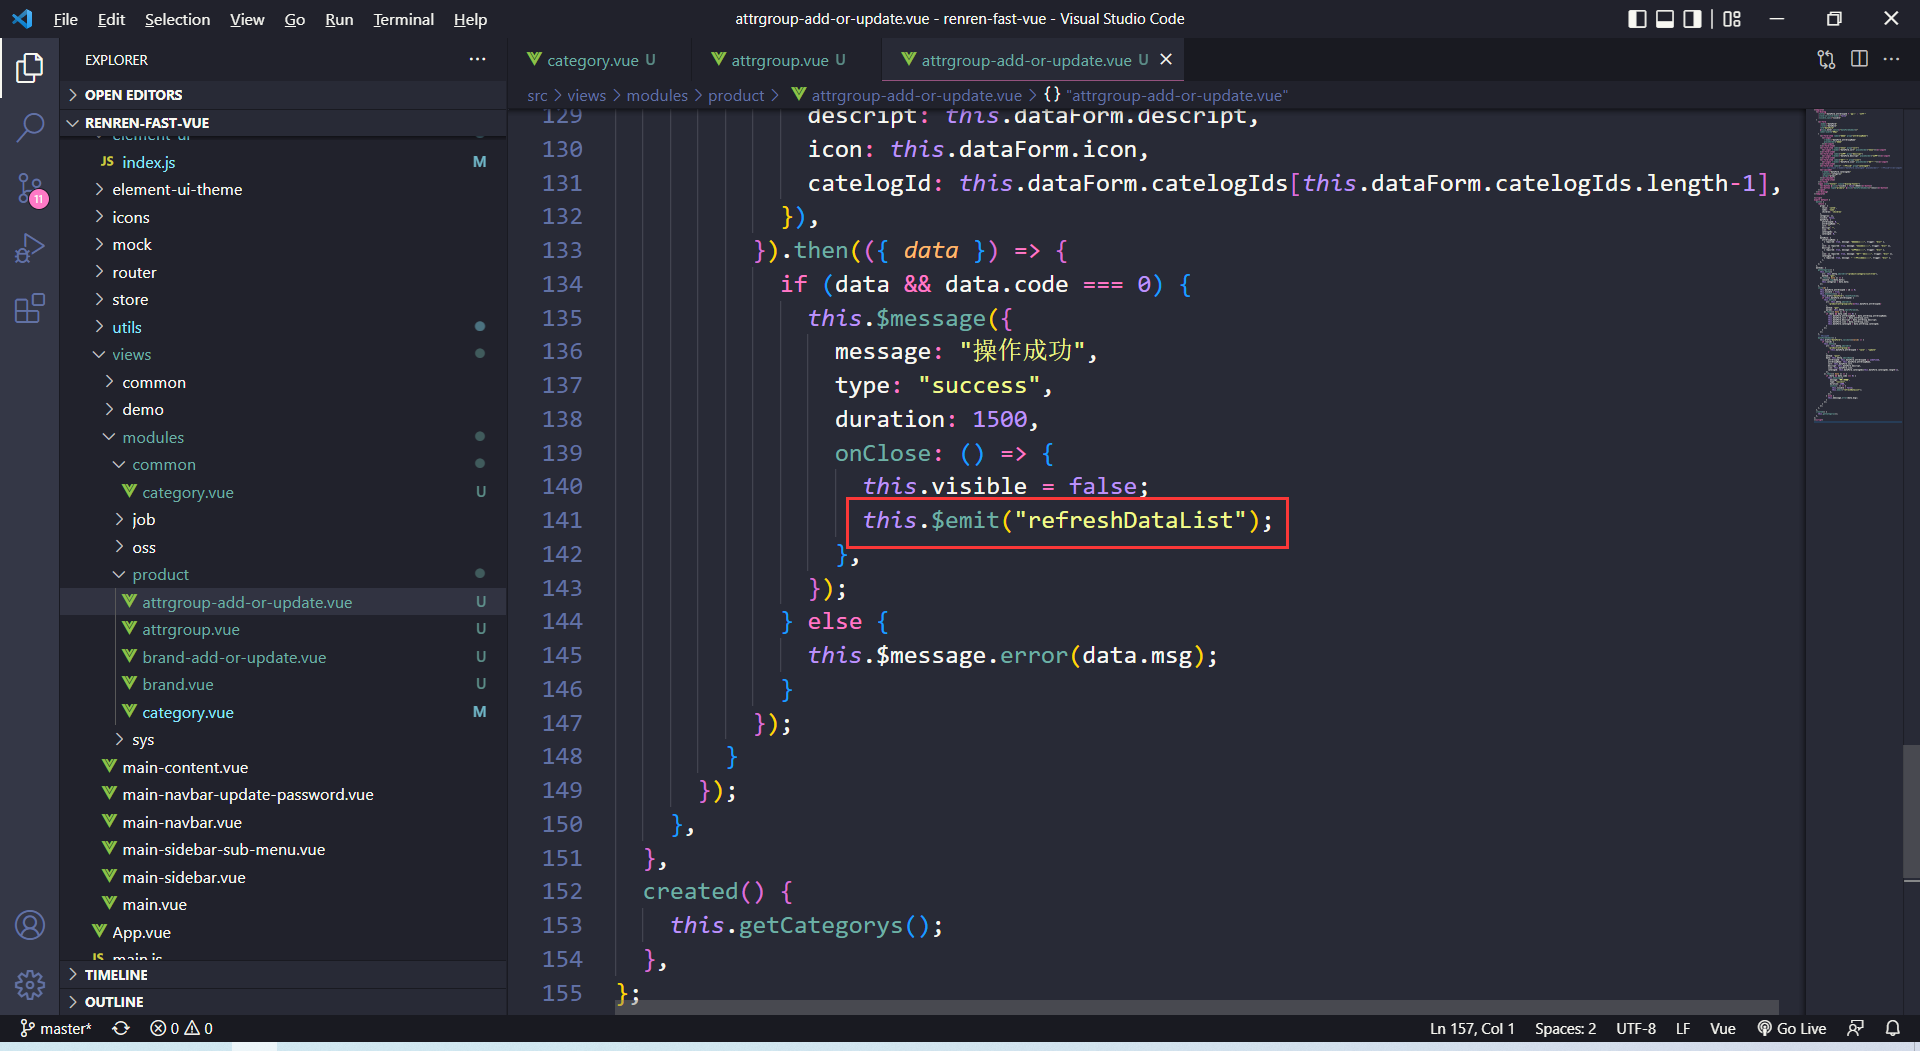 File Edit Selection View Go Run Terminal Help
attrgroup-add-or-update.vue - renren-fast-vue - Visual Studio Code
EXPLORER
OPEN EDITORS
RENREN-FAST-VUE
element-ui
JS index.js M
element-ui-theme
icons
mock
router
store
utils
views
common
demo
modules
common
category.vue U
job
oss
product
attrgroup-add-or-update.vue U
attrgroup.vue U
brand-add-or-update.vue U
brand.vue U
category.vue M
sys
main-content.vue
main-navbar-update-password.vue
main-navbar.vue
main-sidebar-sub-menu.vue
main-sidebar.vue
main.vue
App.vue
JS main.js
TIMELINE
OUTLINE
11
category.vue U
attrgroup.vue U
attrgroup-add-or-update.vue U
src > views > modules > product > attrgroup-add-or-update.vue > {} "attrgroup-add-or-update.vue"
129 descript: this.dataForm.descript,
130 icon: this.dataForm.icon,
131 catelogId: this.dataForm.catelogIds[this.dataForm.catelogIds.length-1],
132 }),
133 }).then(({ data }) => {
134 if (data && data.code === 0) {
135 this.$message({
136 message: "操作成功",
137 type: "success",
138 duration: 1500,
139 onClose: () => {
140 this.visible = false;
141 this.$emit("refreshDataList");
142 },
143 });
144 } else {
145 this.$message.error(data.msg);
146 }
147 });
148 }
149 });
150 },
151 },
152 created() {
153 this.getCategorys();
154 },
155 };
master* 0 0
Ln 157, Col 1 Spaces: 2 UTF-8 LF Vue Go Live